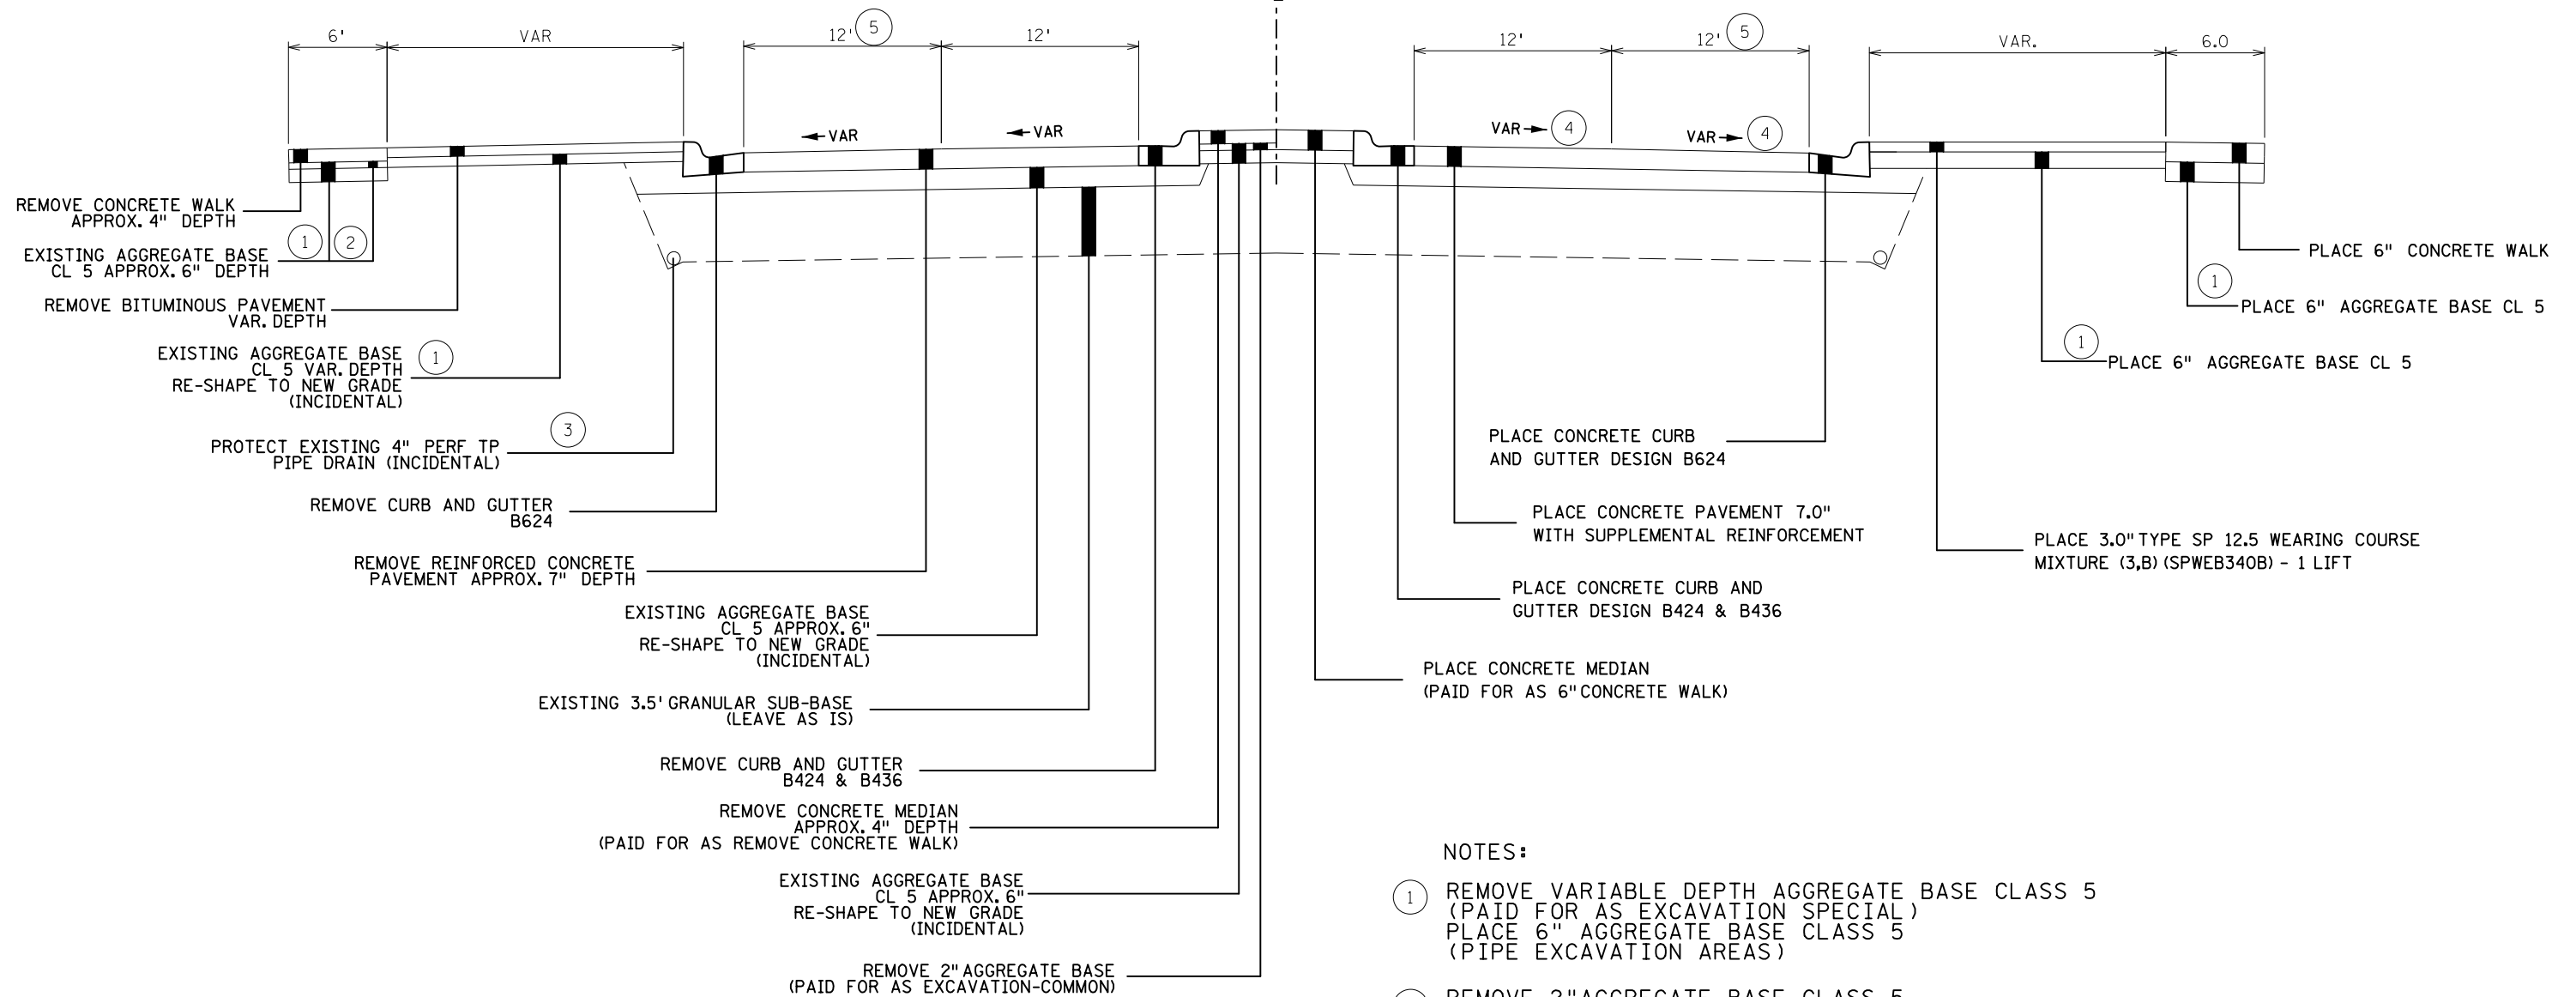 6'
VAR
12'
5
12'
12'
12'
5
VAR.
6.0
VAR
VAR
VAR
4
VAR
4
REMOVE CONCRETE WALK
APPROX. 4" DEPTH
1
2
EXISTING AGGREGATE BASE
CL 5 APPROX. 6" DEPTH
REMOVE BITUMINOUS PAVEMENT
VAR. DEPTH
EXISTING AGGREGATE BASE
CL 5 VAR. DEPTH
RE-SHAPE TO NEW GRADE
(INCIDENTAL)
1
3
PROTECT EXISTING 4" PERF TP
PIPE DRAIN (INCIDENTAL)
REMOVE CURB AND GUTTER
B624
REMOVE REINFORCED CONCRETE
PAVEMENT APPROX. 7" DEPTH
EXISTING AGGREGATE BASE
CL 5 APPROX. 6"
RE-SHAPE TO NEW GRADE
(INCIDENTAL)
EXISTING 3.5' GRANULAR SUB-BASE
(LEAVE AS IS)
REMOVE CURB AND GUTTER
B424 & B436
REMOVE CONCRETE MEDIAN
APPROX. 4" DEPTH
(PAID FOR AS REMOVE CONCRETE WALK)
EXISTING AGGREGATE BASE
CL 5 APPROX. 6"
RE-SHAPE TO NEW GRADE
(INCIDENTAL)
REMOVE 2" AGGREGATE BASE
(PAID FOR AS EXCAVATION-COMMON)
PLACE 6" CONCRETE WALK
1
PLACE 6" AGGREGATE BASE CL 5
1
PLACE 6" AGGREGATE BASE CL 5
PLACE CONCRETE CURB
AND GUTTER DESIGN B624
PLACE CONCRETE PAVEMENT 7.0"
WITH SUPPLEMENTAL REINFORCEMENT
PLACE 3.0" TYPE SP 12.5 WEARING COURSE
MIXTURE (3,B) (SPWEB340B) - 1 LIFT
PLACE CONCRETE CURB AND
GUTTER DESIGN B424 & B436
PLACE CONCRETE MEDIAN
(PAID FOR AS 6" CONCRETE WALK)
NOTES:
1 REMOVE VARIABLE DEPTH AGGREGATE BASE CLASS 5
(PAID FOR AS EXCAVATION SPECIAL)
PLACE 6" AGGREGATE BASE CLASS 5
(PIPE EXCAVATION AREAS)
REMOVE 2" AGGREGATE BASE CLASS 5